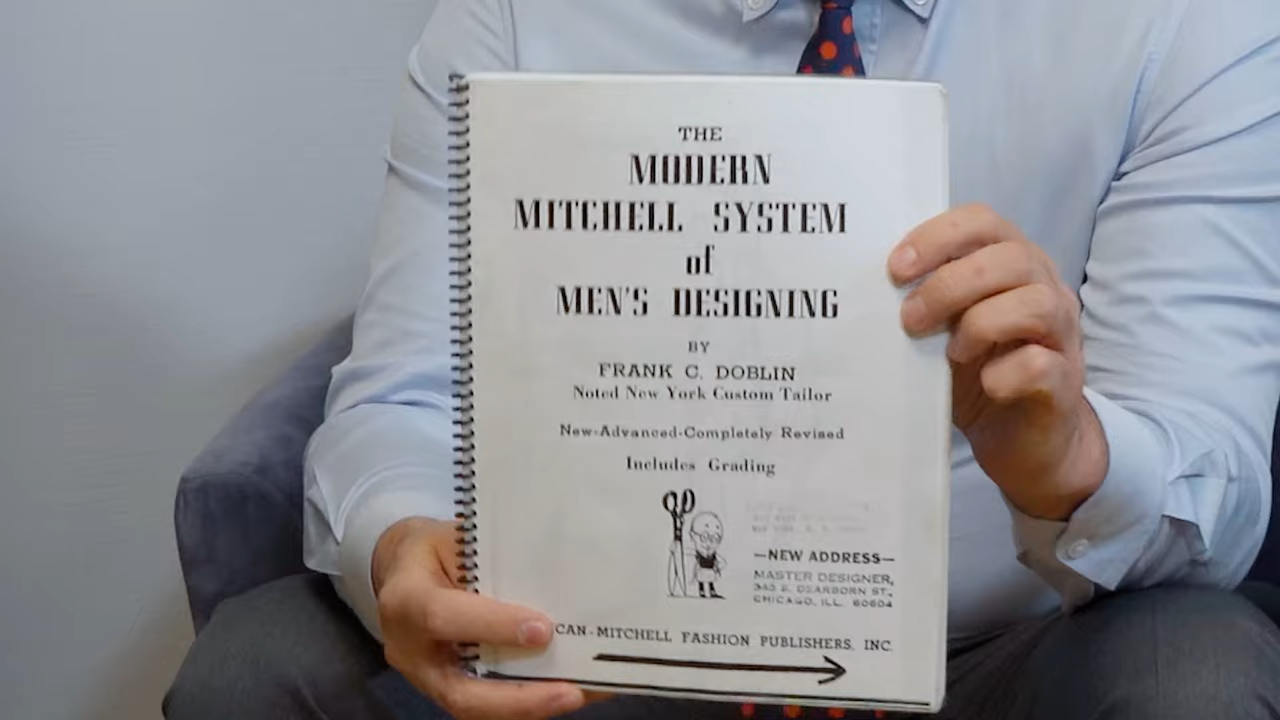 THE
MODERN
MITCHELL SYSTEM
of
MEN'S DESIGNING
BY
FRANK C. DOBLIN
Noted New York Custom Tailor
New-Advanced-Completely Revised
Includes Grading
—NEW ADDRESS—
MASTER DESIGNER,
343 S. DEARBORN ST.,
CHICAGO, ILL. 60604
CAN-MITCHELL FASHION PUBLISHERS, INC.